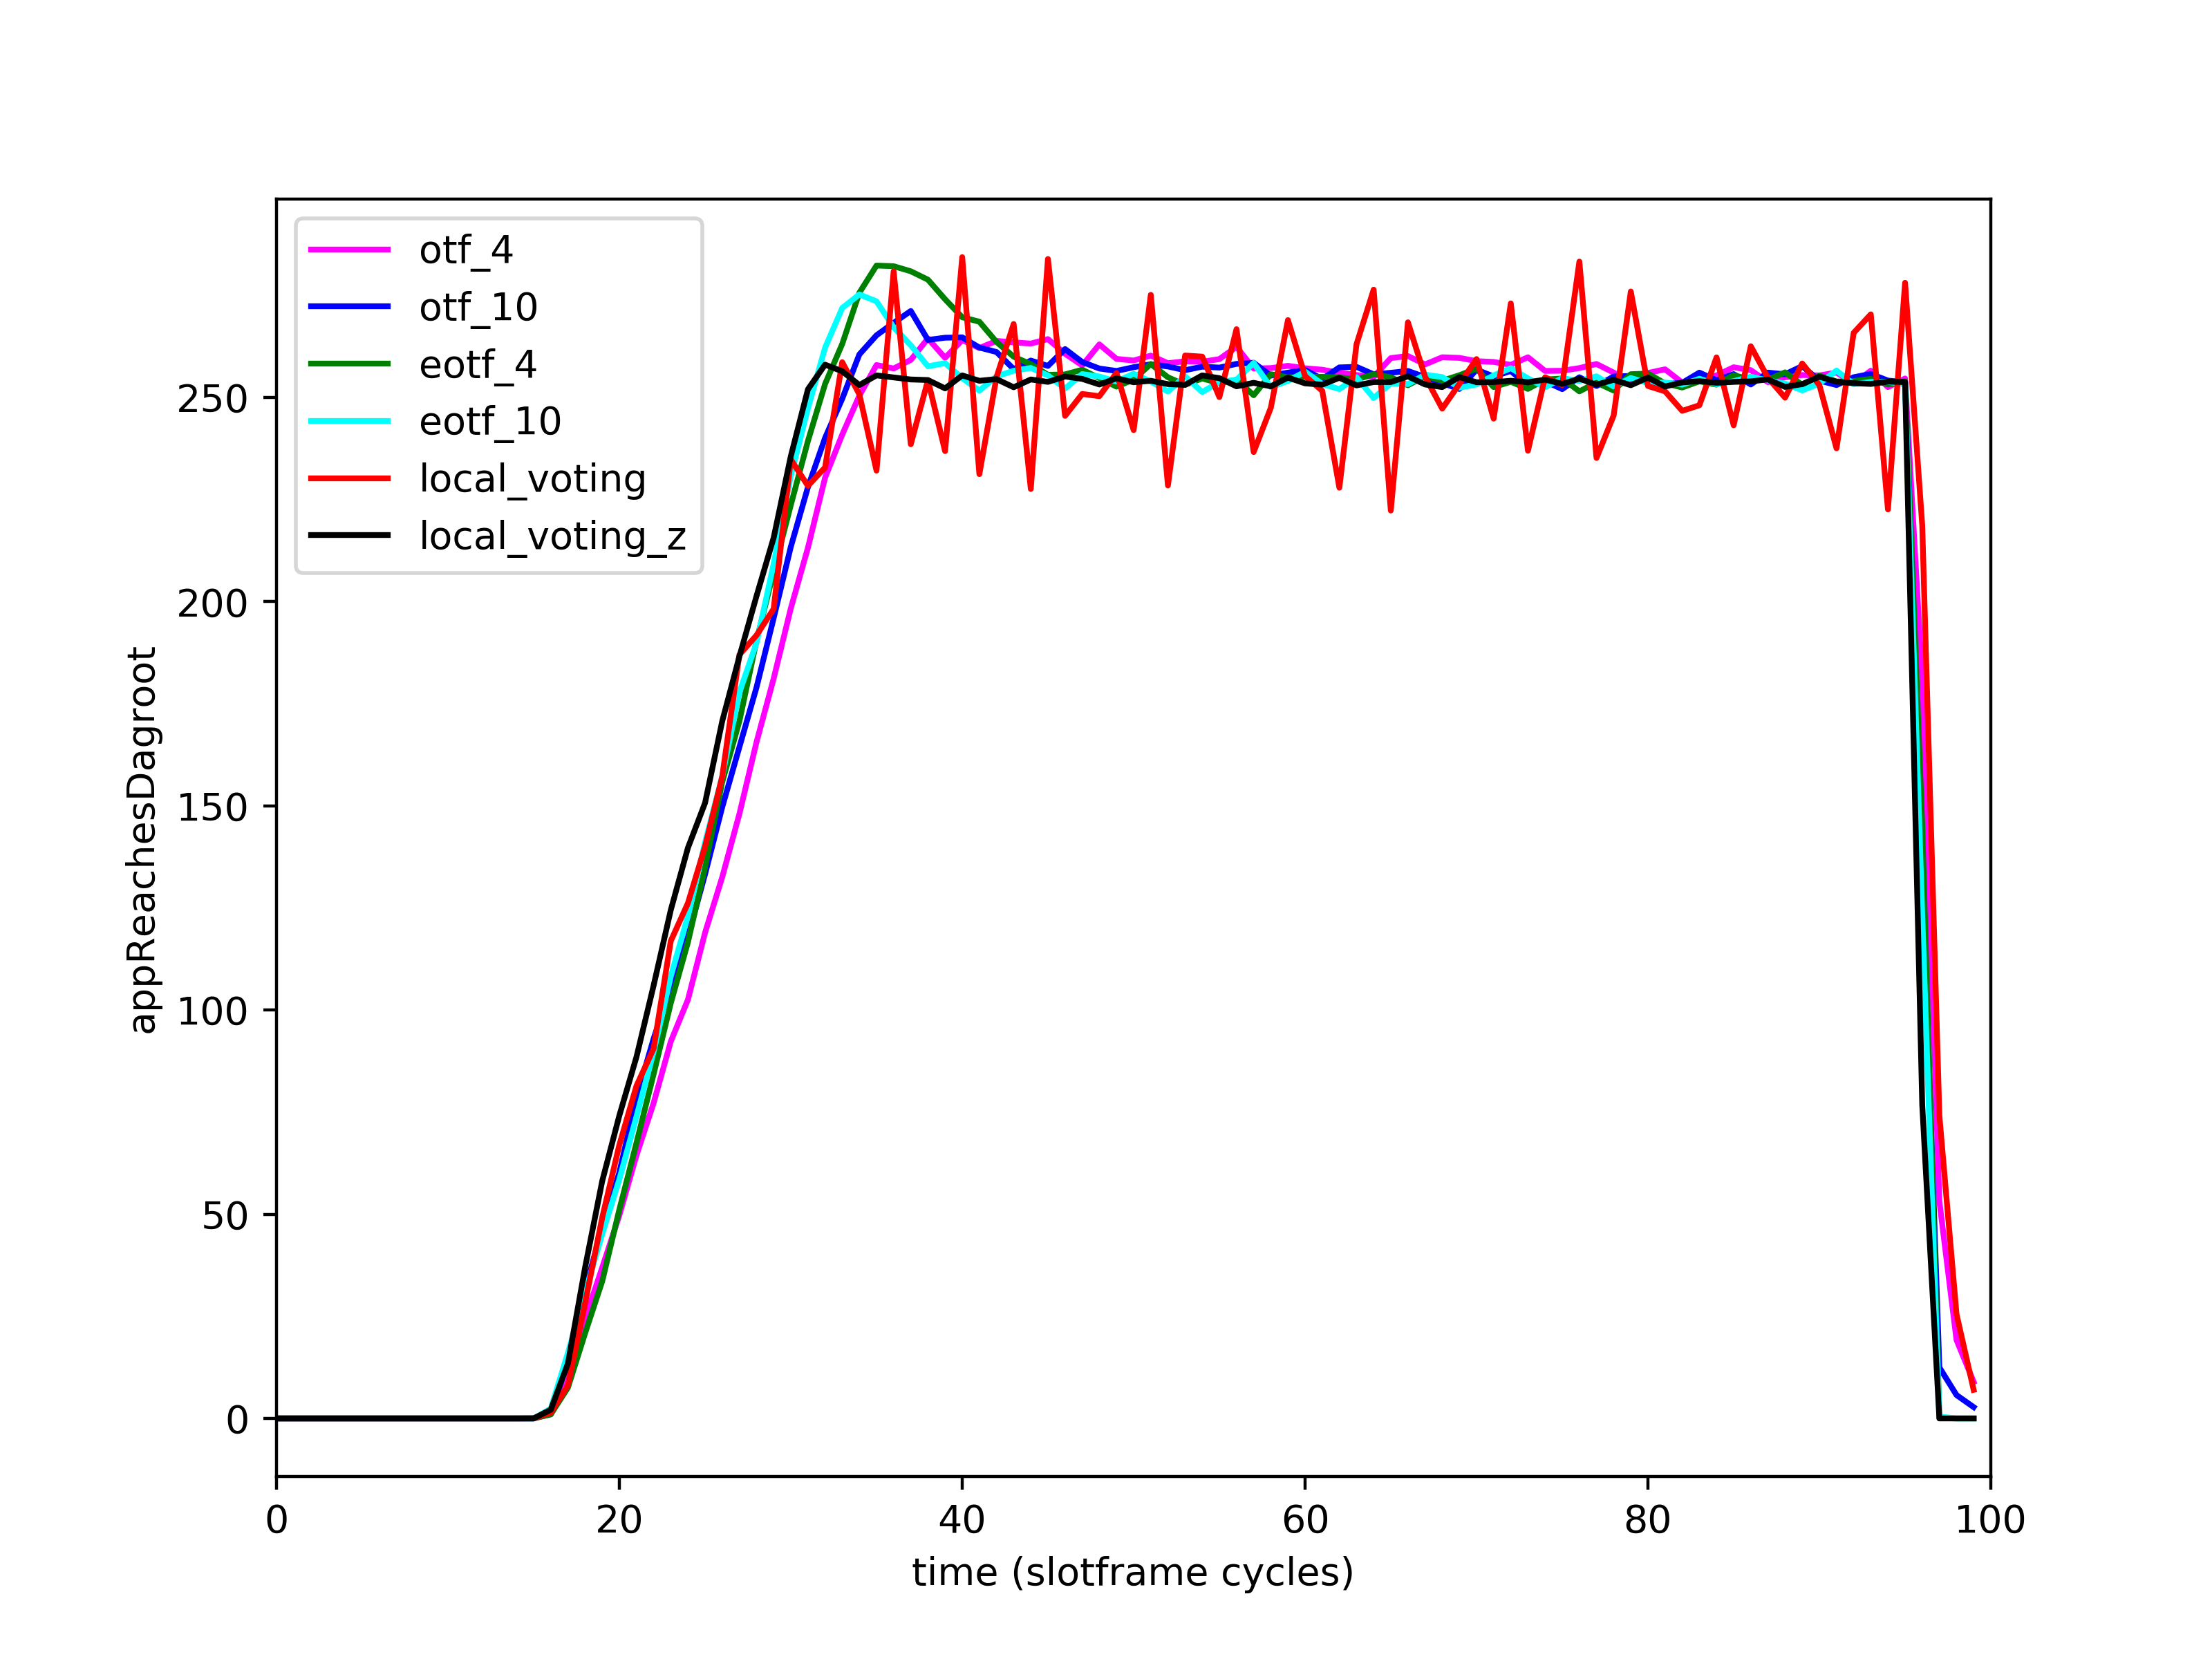 otf_4
otf_10
eotf_4
eotf_10
local_voting
local_voting_z
appReachesDagroot
250
200
150
100
50
0
0 20 40 60 80 100
time (slotframe cycles)